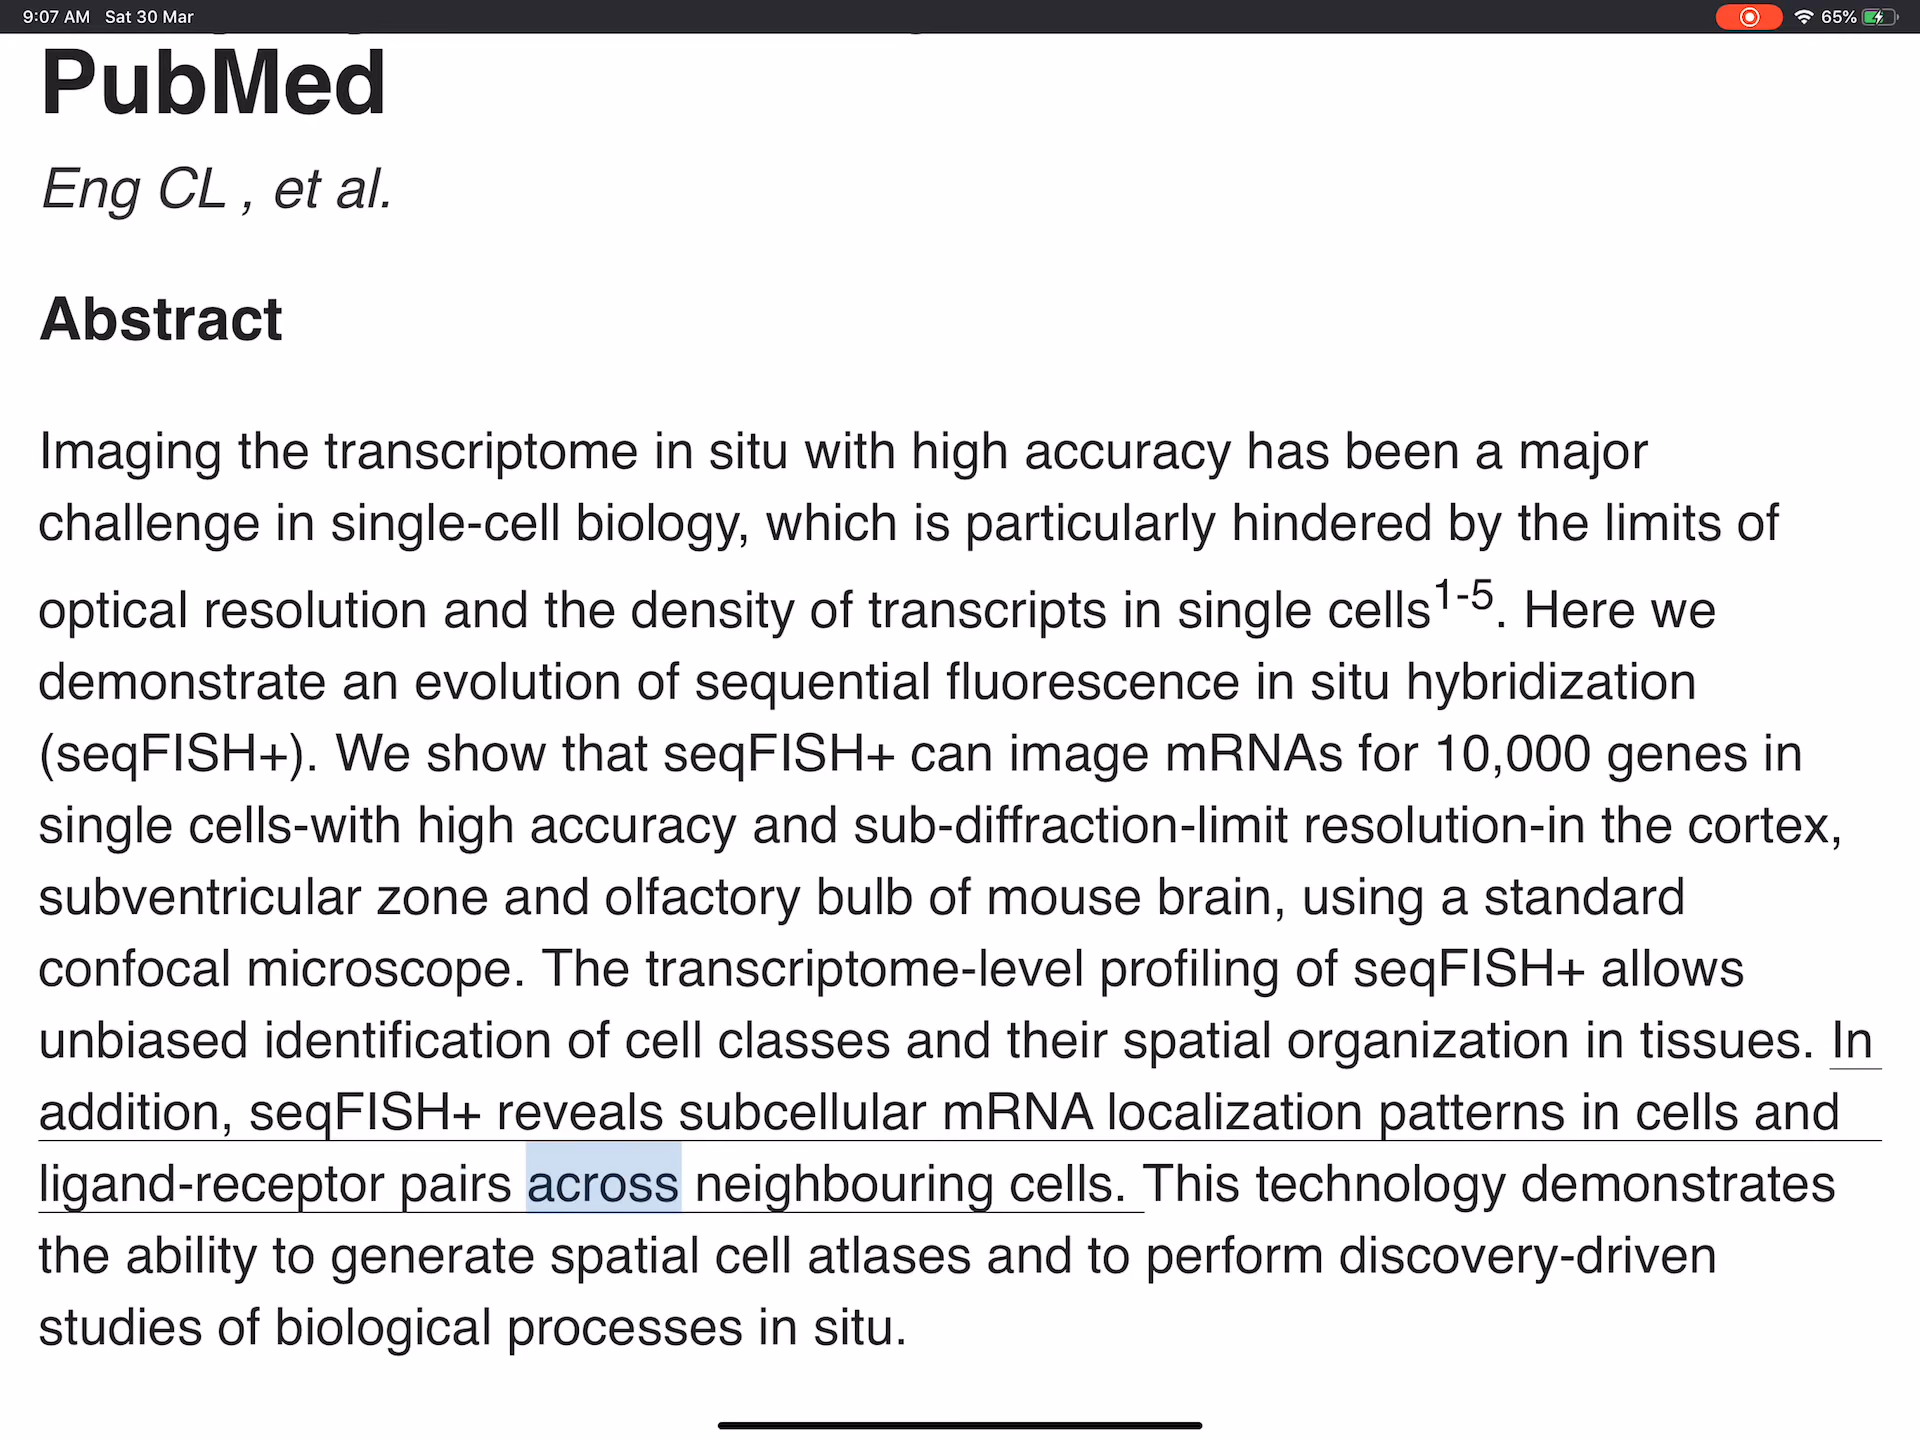 9:07 AM Sat 30 Mar
65%
PubMed
Eng CL , et al.
Abstract
Imaging the transcriptome in situ with high accuracy has been a major
challenge in single-cell biology, which is particularly hindered by the limits of
optical resolution and the density of transcripts in single cells1-5. Here we
demonstrate an evolution of sequential fluorescence in situ hybridization
(seqFISH+). We show that seqFISH+ can image mRNAs for 10,000 genes in
single cells-with high accuracy and sub-diffraction-limit resolution-in the cortex,
subventricular zone and olfactory bulb of mouse brain, using a standard
confocal microscope. The transcriptome-level profiling of seqFISH+ allows
unbiased identification of cell classes and their spatial organization in tissues. In
addition, seqFISH+ reveals subcellular mRNA localization patterns in cells and
ligand-receptor pairs across neighbouring cells. This technology demonstrates
the ability to generate spatial cell atlases and to perform discovery-driven
studies of biological processes in situ.